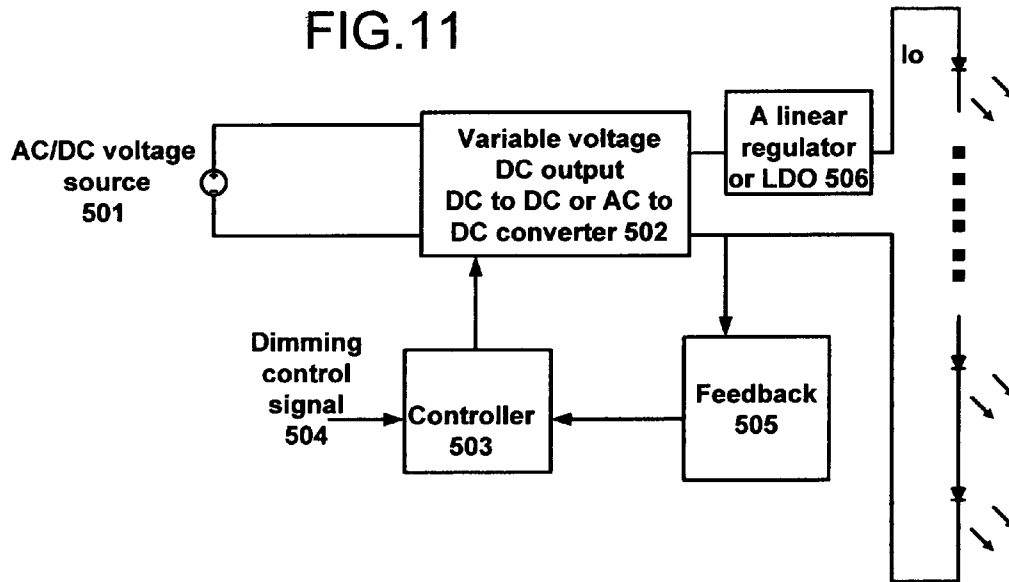 FIG.11
Io
AC/DC voltage
source
501
Variable voltage
DC output
DC to DC or AC to
DC converter 502
A linear
regulator
or LDO 506
Dimming
control
signal
504
Controller
503
Feedback
505